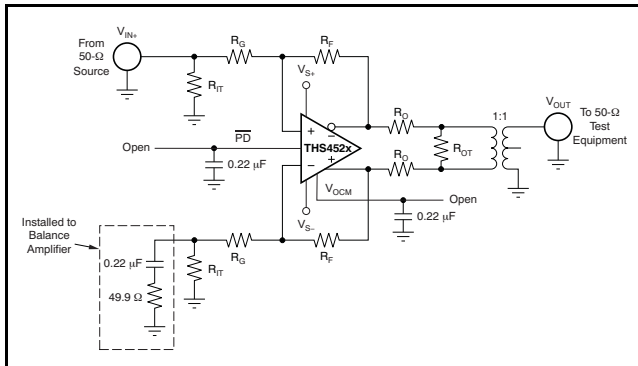 From
50-Ω
Source
V_IN+
R_G
R_F
R_IT
V_S+
PD
Open
0.22 μF
+
−
THS452x
−
+
V_OCM
R_O
R_O
R_OT
1:1
V_OUT
To 50-Ω
Test
Equipment
Open
0.22 μF
V_S−
Installed to
Balance
Amplifier
0.22 μF
49.9 Ω
R_IT
R_G
R_F